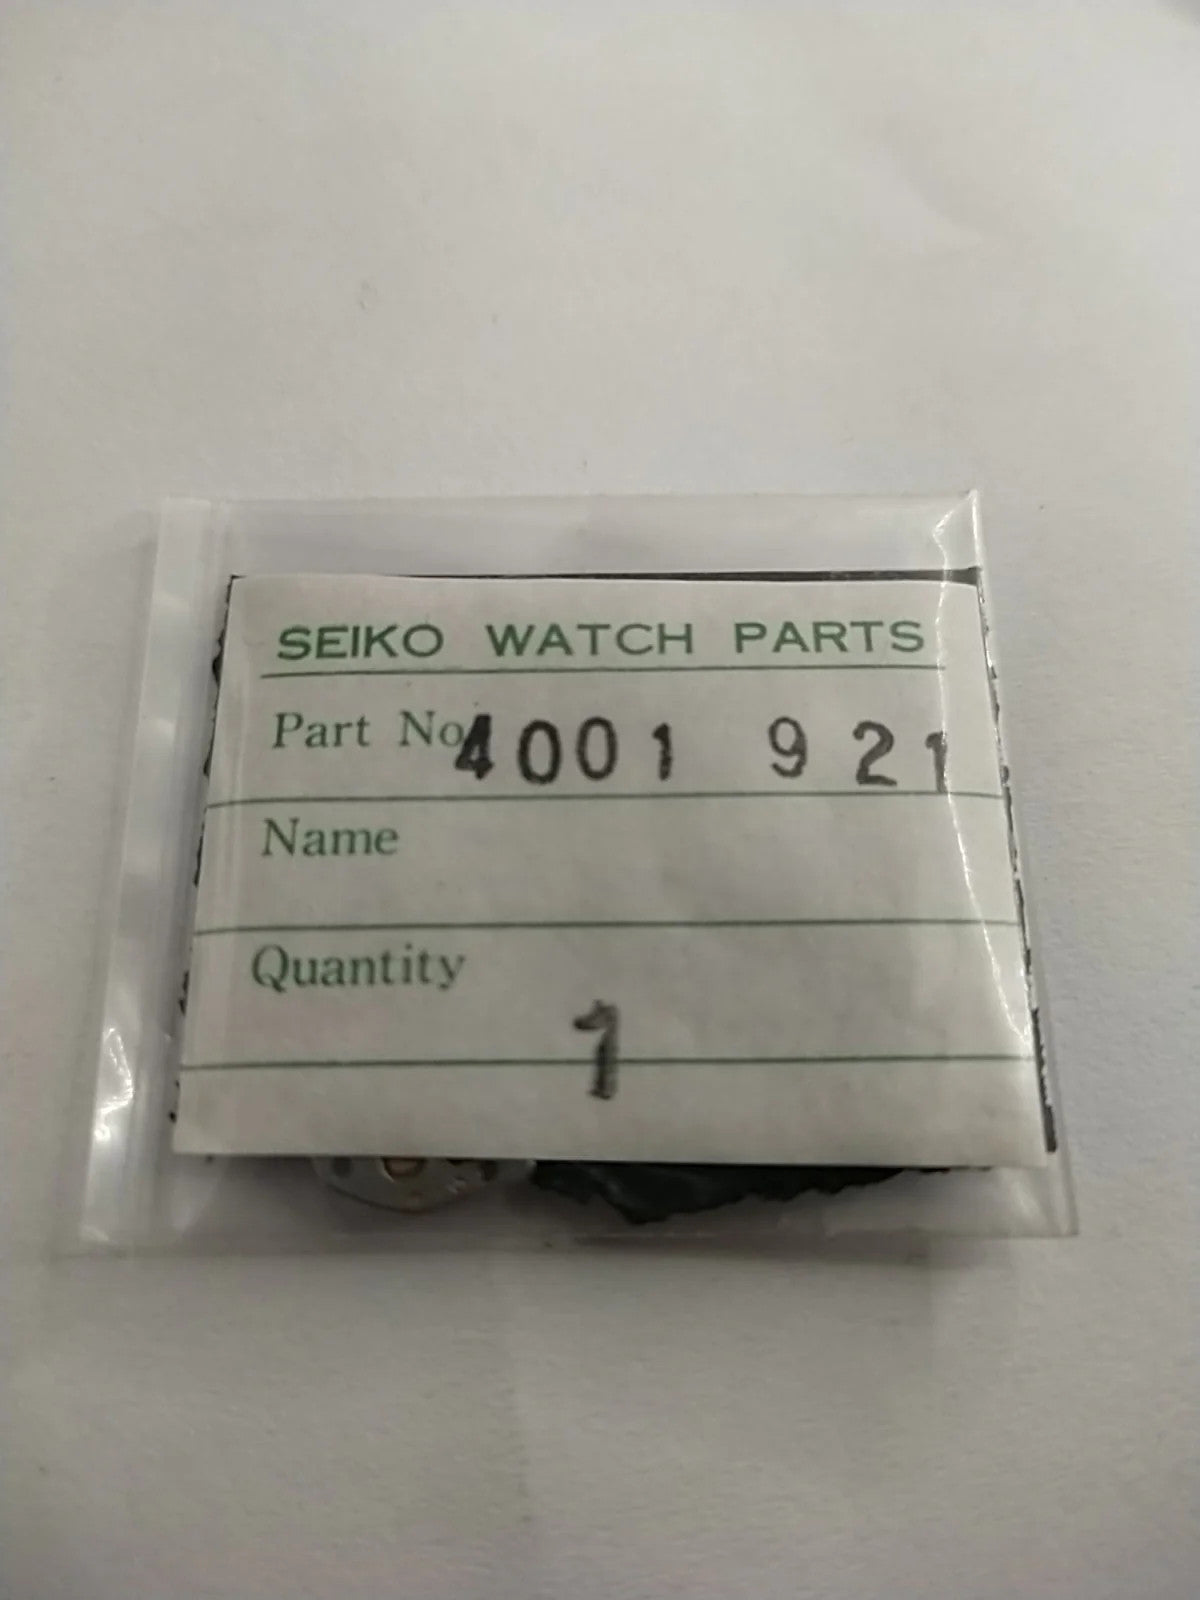 SEIKO WATCH PARTS
Part No 4001 921
Name
Quantity
1